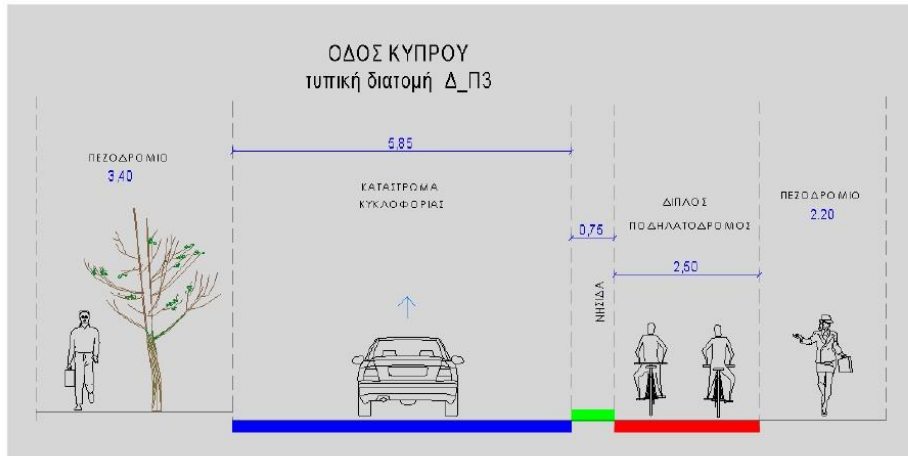 ΟΔΟΣ ΚΥΠΡΟΥ
τυπική διατομή Δ_Π3
ΠΕΖΟΔΡΟΜΙΟ
3,40
5,85
ΚΑΤΑΣΤΡΩΜΑ
ΚΥΚΛΟΦΟΡΙΑΣ
0,75
ΝΗΣΙΔΑ
ΔΙΠΛΟΣ
ΠΟΔΗΛΑΤΟΔΡΟΜΟΣ
2,50
ΠΕΖΟΔΡΟΜΙΟ
2.20